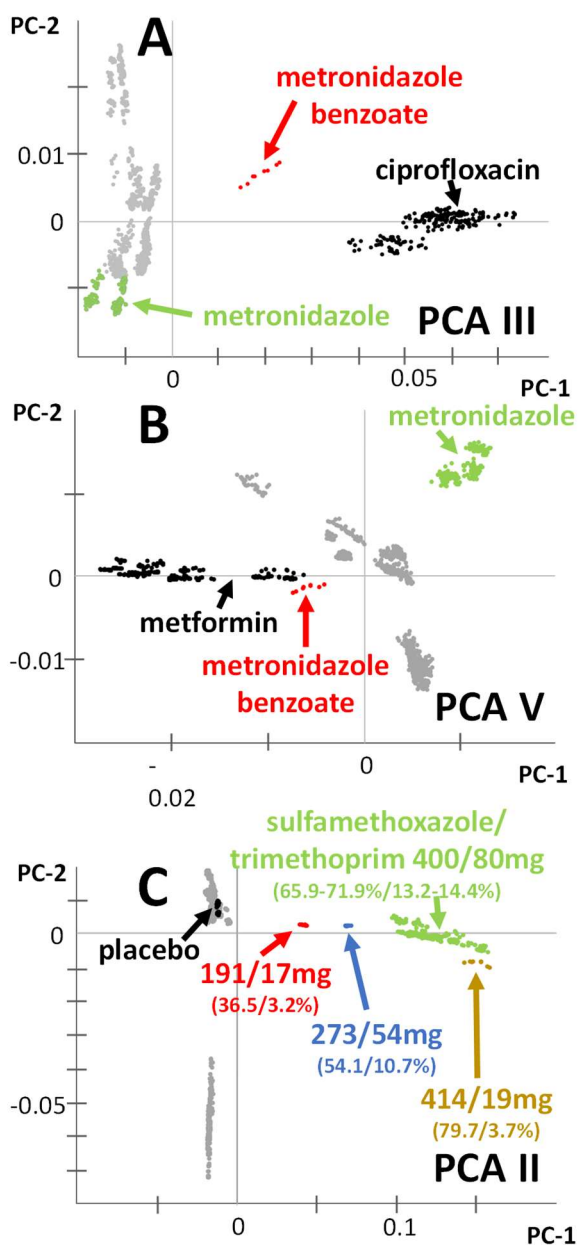 PC-2
A
metronidazole
benzoate
0.01
ciprofloxacin
0
metronidazole
PCA III
0
0.05
PC-1
PC-2
B
metronidazole
0
metformin
metronidazole
benzoate
-0.01
PCA V
-
0.02
0
PC-1
sulfamethoxazole/
trimethoprim 400/80mg
(65.9-71.9%/13.2-14.4%)
PC-2
C
0
placebo
191/17mg
(36.5/3.2%)
273/54mg
(54.1/10.7%)
414/19mg
(79.7/3.7%)
-0.05
PCA II
0
0.1
PC-1